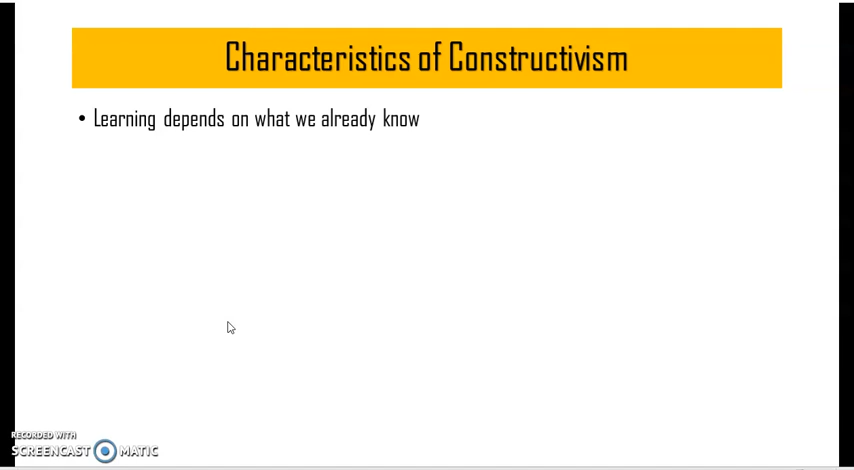 Characteristics of Constructivism
• Learning depends on what we already know
RECORDED WITH
SCREENCAST MATIC